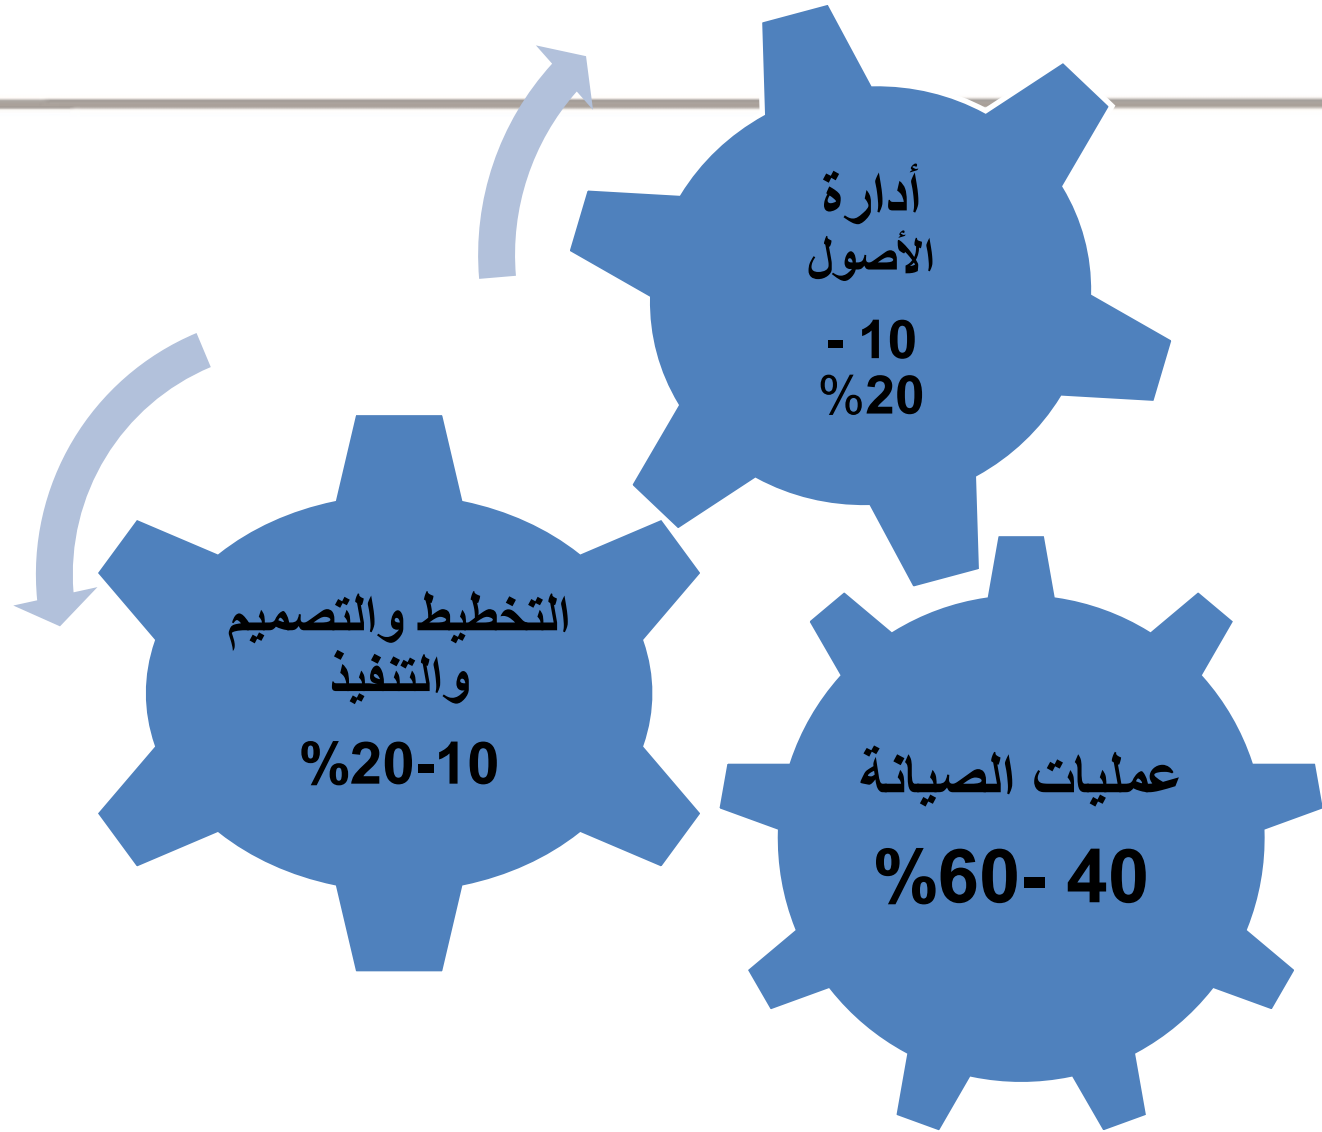 أدارة
الأصول
10 -
20%
التخطيط والتصميم
والتنفيذ
10-20%
عمليات الصيانة
40 -60%